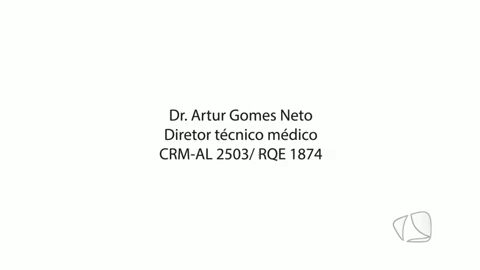 Dr. Artur Gomes Neto
Diretor técnico médico
CRM-AL 2503/ RQE 1874